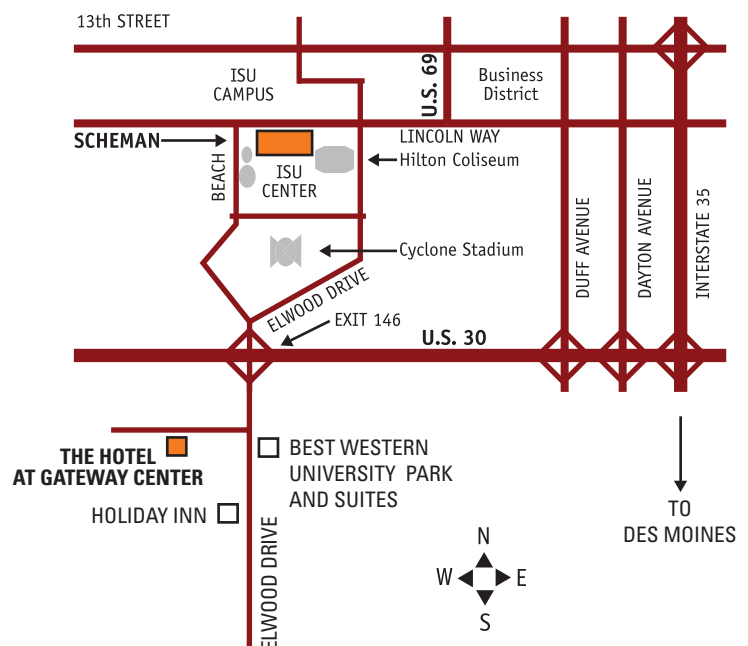 13th STREET
ISU
CAMPUS
U.S. 69
Business
District
SCHEMAN
BEACH
ISU
CENTER
LINCOLN WAY
Hilton Coliseum
Cyclone Stadium
ELWOOD DRIVE
EXIT 146
U.S. 30
DUFF AVENUE
DAYTON AVENUE
INTERSTATE 35
THE HOTEL
AT GATEWAY CENTER
BEST WESTERN
UNIVERSITY PARK
AND SUITES
HOLIDAY INN
ELWOOD DRIVE
TO
DES MOINES
N
W
E
S